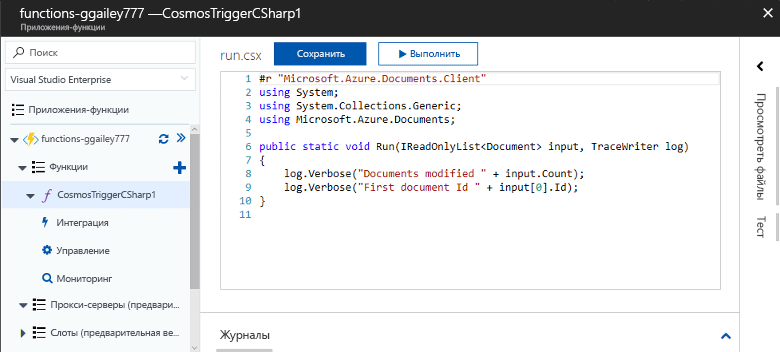 functions-ggailey777 —CosmosTriggerCSharp1
Приложения-функции
Поиск
Visual Studio Enterprise
Приложения-функции
functions-ggailey777
Функции
CosmosTriggerCSharp1
Интеграция
Управление
Мониторинг
Прокси-серверы (предвари...
Слоты (предварительная ве...
run.csx
Сохранить
Выполнить
1 #r "Microsoft.Azure.Documents.Client"
2 using System;
3 using System.Collections.Generic;
4 using Microsoft.Azure.Documents;
5
6 public static void Run(IReadOnlyList<Document> input, TraceWriter log)
7 {
8 log.Verbose("Documents modified " + input.Count);
9 log.Verbose("First document Id " + input[0].Id);
10 }
11
Журналы
Просмотреть файлы
Тест